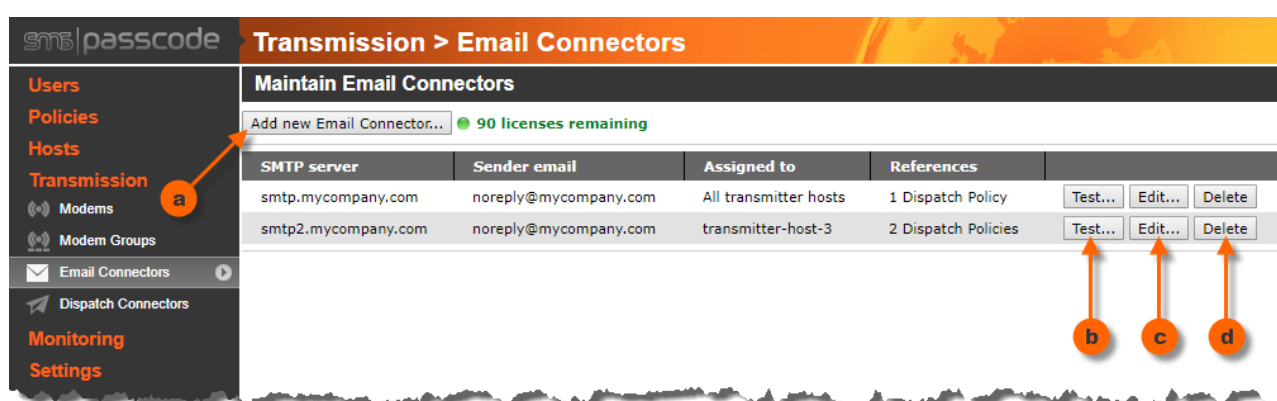 sms|passcode
Transmission > Email Connectors
Users
Policies
Hosts
Transmission
Modems
Modem Groups
Email Connectors
Dispatch Connectors
Monitoring
Settings
Maintain Email Connectors
Add new Email Connector... 90 licenses remaining
SMTP server Sender email Assigned to References
smtp.mycompany.com noreply@mycompany.com All transmitter hosts 1 Dispatch Policy Test... Edit... Delete
smtp2.mycompany.com noreply@mycompany.com transmitter-host-3 2 Dispatch Policies Test... Edit... Delete
a
b c d